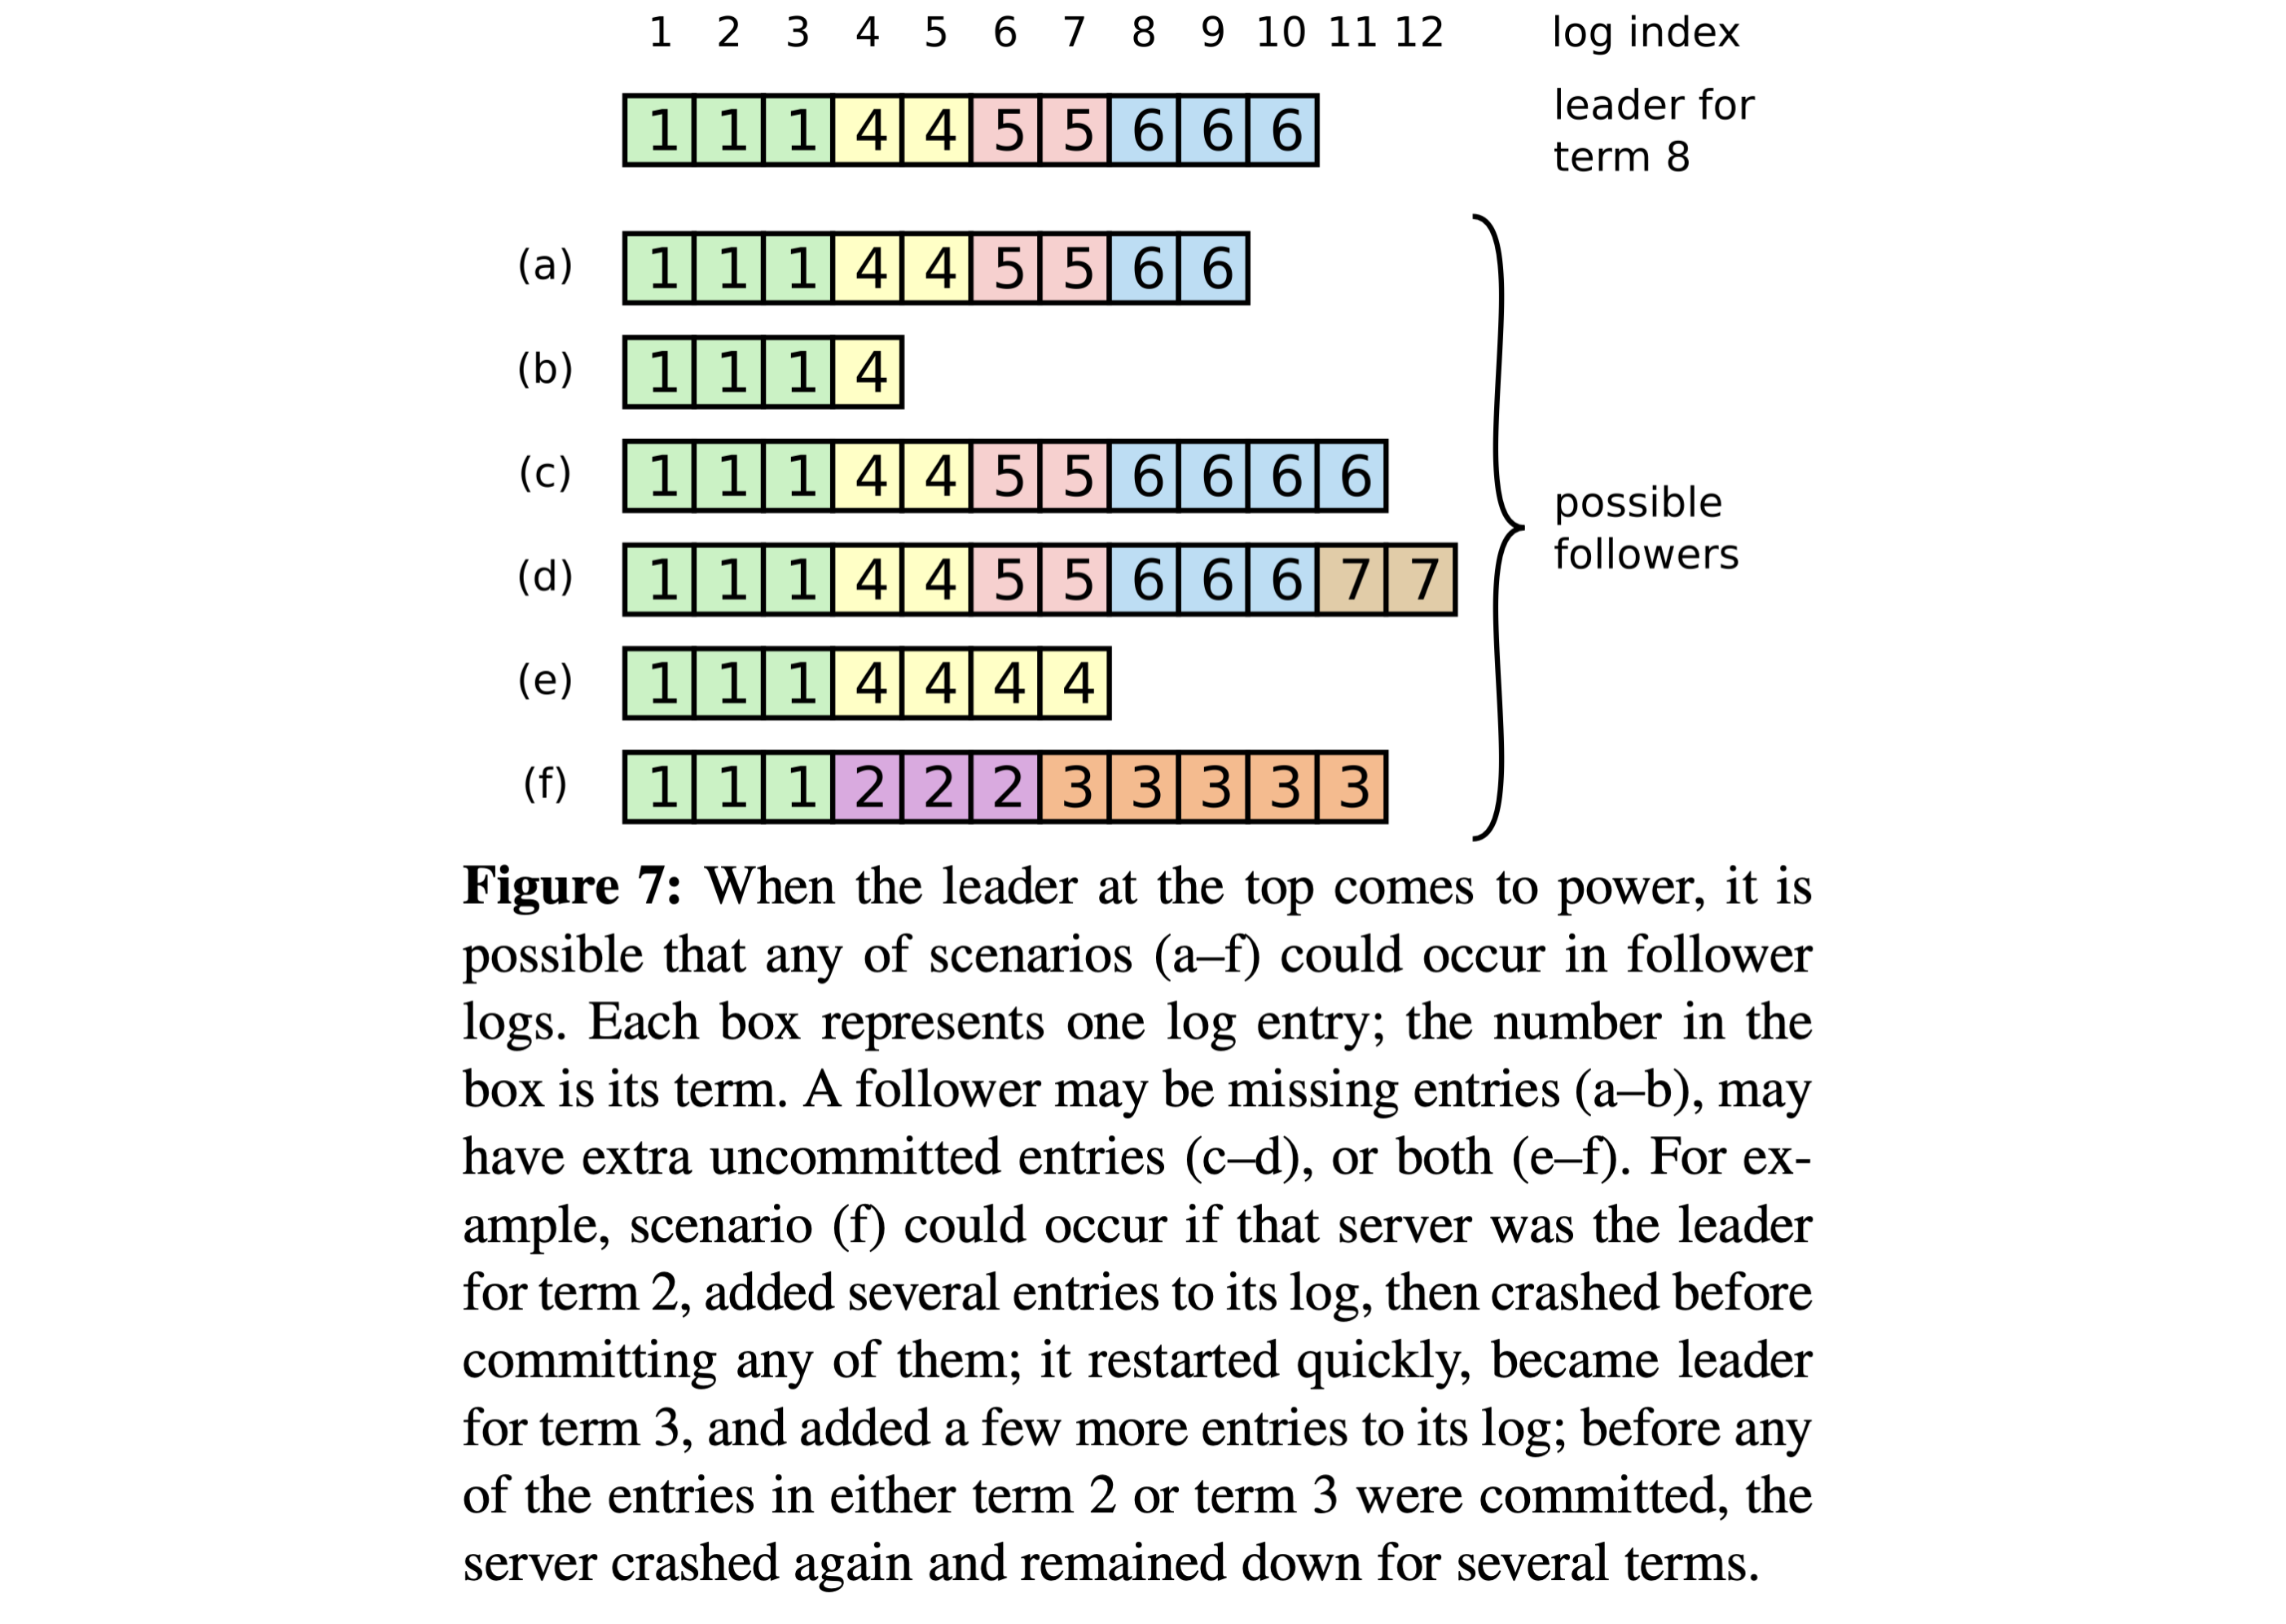 1 2 3 4 5 6 7 8 9 10 11 12 log index
1 1 1 4 4 5 5 6 6 6 leader for
term 8
(a) 1 1 1 4 4 5 5 6 6
(b) 1 1 1 4
(c) 1 1 1 4 4 5 5 6 6 6 6
possible
followers
(d) 1 1 1 4 4 5 5 6 6 6 7 7
(e) 1 1 1 4 4 4 4
(f) 1 1 1 2 2 2 3 3 3 3 3
Figure 7: When the leader at the top comes to power, it is
possible that any of scenarios (a–f) could occur in follower
logs. Each box represents one log entry; the number in the
box is its term. A follower may be missing entries (a–b), may
have extra uncommitted entries (c–d), or both (e–f). For ex-
ample, scenario (f) could occur if that server was the leader
for term 2, added several entries to its log, then crashed before
committing any of them; it restarted quickly, became leader
for term 3, and added a few more entries to its log; before any
of the entries in either term 2 or term 3 were committed, the
server crashed again and remained down for several terms.